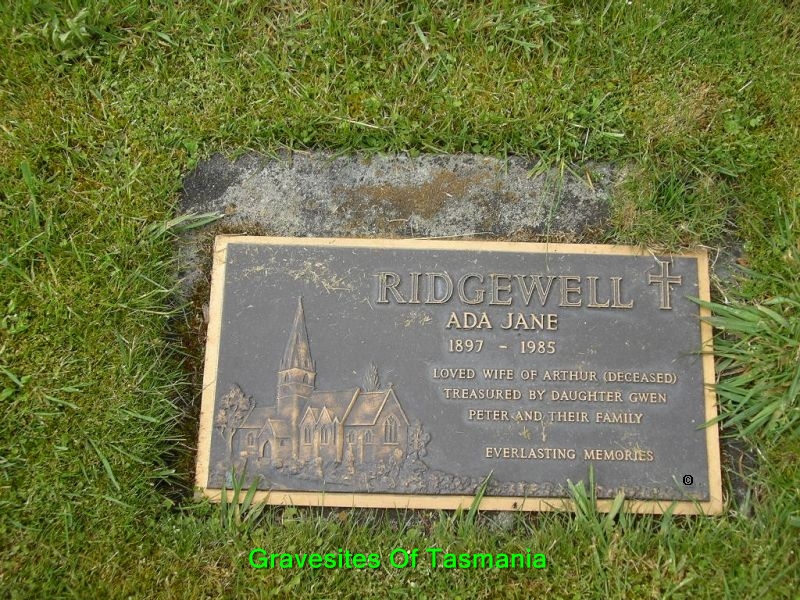 RIDGEWELL
ADA JANE
1897 - 1985
LOVED WIFE OF ARTHUR (DECEASED)
TREASURED BY DAUGHTER GWEN
PETER AND THEIR FAMILY
EVERLASTING MEMORIES
©
Gravesites Of Tasmania